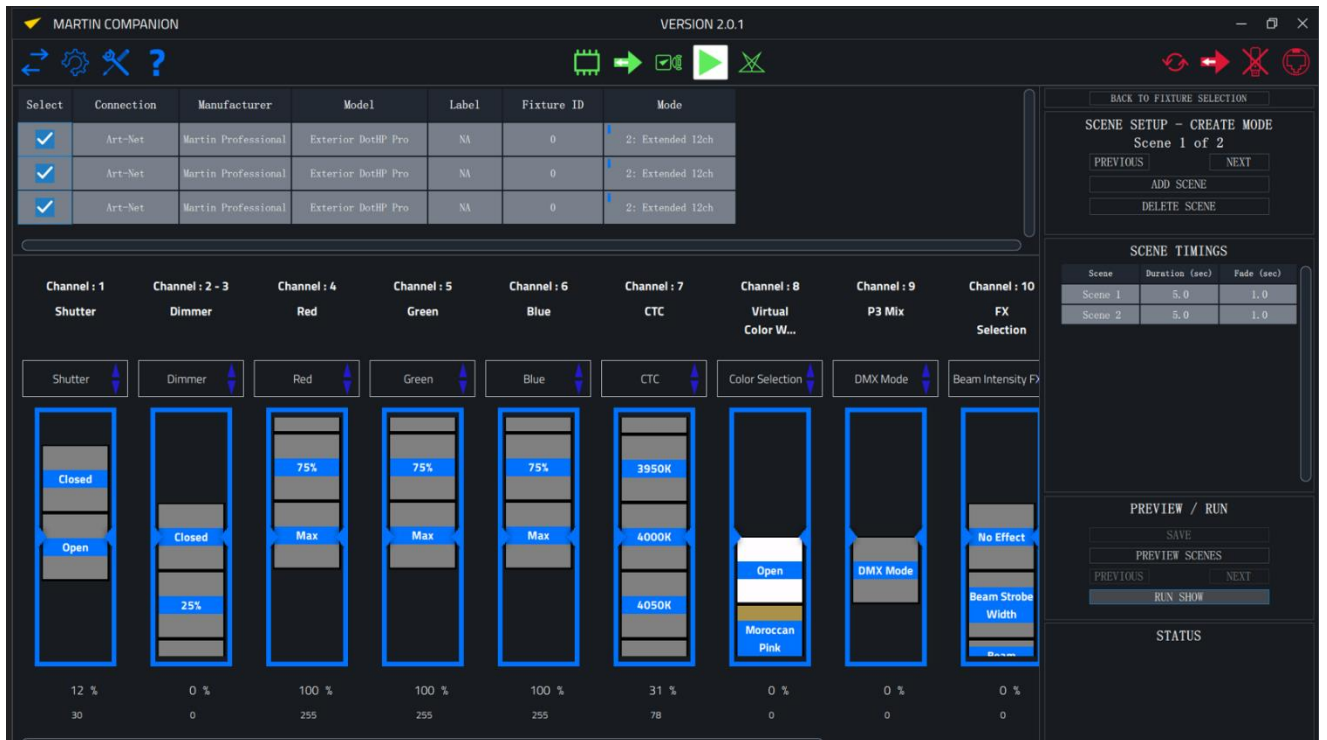 MARTIN COMPANION VERSION 2.0.1
Select Connection Manufacturer Model Label Fixture ID Mode
Art-Net Martin Professional Exterior DotHP Pro NA 0 2: Extended 12ch
Art-Net Martin Professional Exterior DotHP Pro NA 0 2: Extended 12ch
Art-Net Martin Professional Exterior DotHP Pro NA 0 2: Extended 12ch
Channel : 1 Channel : 2 - 3 Channel : 4 Channel : 5 Channel : 6 Channel : 7 Channel : 8 Channel : 9 Channel : 10
Shutter Dimmer Red Green Blue CTC Virtual P3 Mix FX
Color W... Selection
Shutter Dimmer Red Green Blue CTC Color Selection DMX Mode Beam Intensity FX
75% 75% 75% 3950K
Closed
Open Closed Max Max Max 4000K No Effect
Open DMX Mode
25% 4050K Beam Strobe
Width
Moroccan
Pink Beam
12 % 0 % 100 % 100 % 100 % 31 % 0 % 0 % 0 %
30 0 255 255 255 78 0 0 0
BACK TO FIXTURE SELECTION
SCENE SETUP - CREATE MODE
Scene 1 of 2
PREVIOUS NEXT
ADD SCENE
DELETE SCENE
SCENE TIMINGS
Scene Duration (sec) Fade (sec)
Scene 1 5.0 1.0
Scene 2 5.0 1.0
PREVIEW / RUN
SAVE
PREVIEW SCENES
PREVIOUS NEXT
RUN SHOW
STATUS